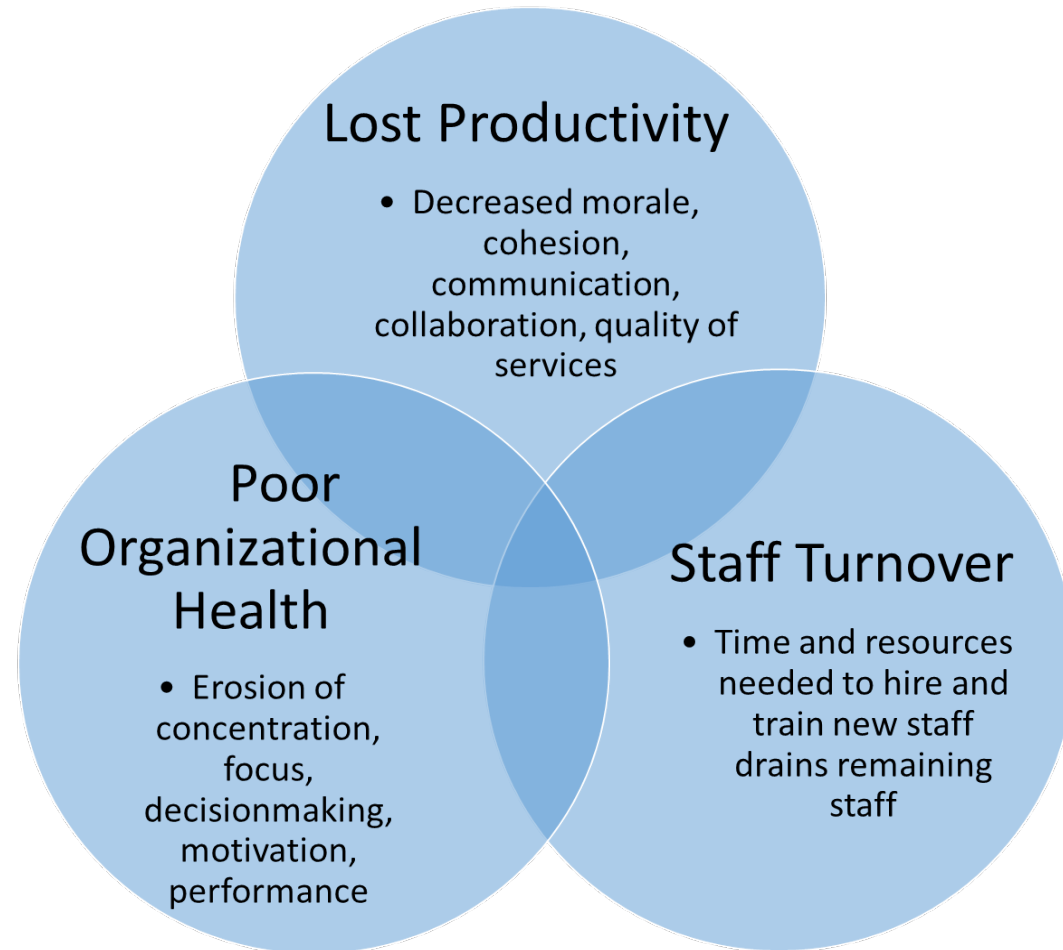 Lost Productivity
• Decreased morale,
cohesion,
communication,
collaboration, quality of
services
Poor
Organizational
Health
• Erosion of
concentration,
focus,
decisionmaking,
motivation,
performance
Staff Turnover
• Time and resources
needed to hire and
train new staff
drains remaining
staff